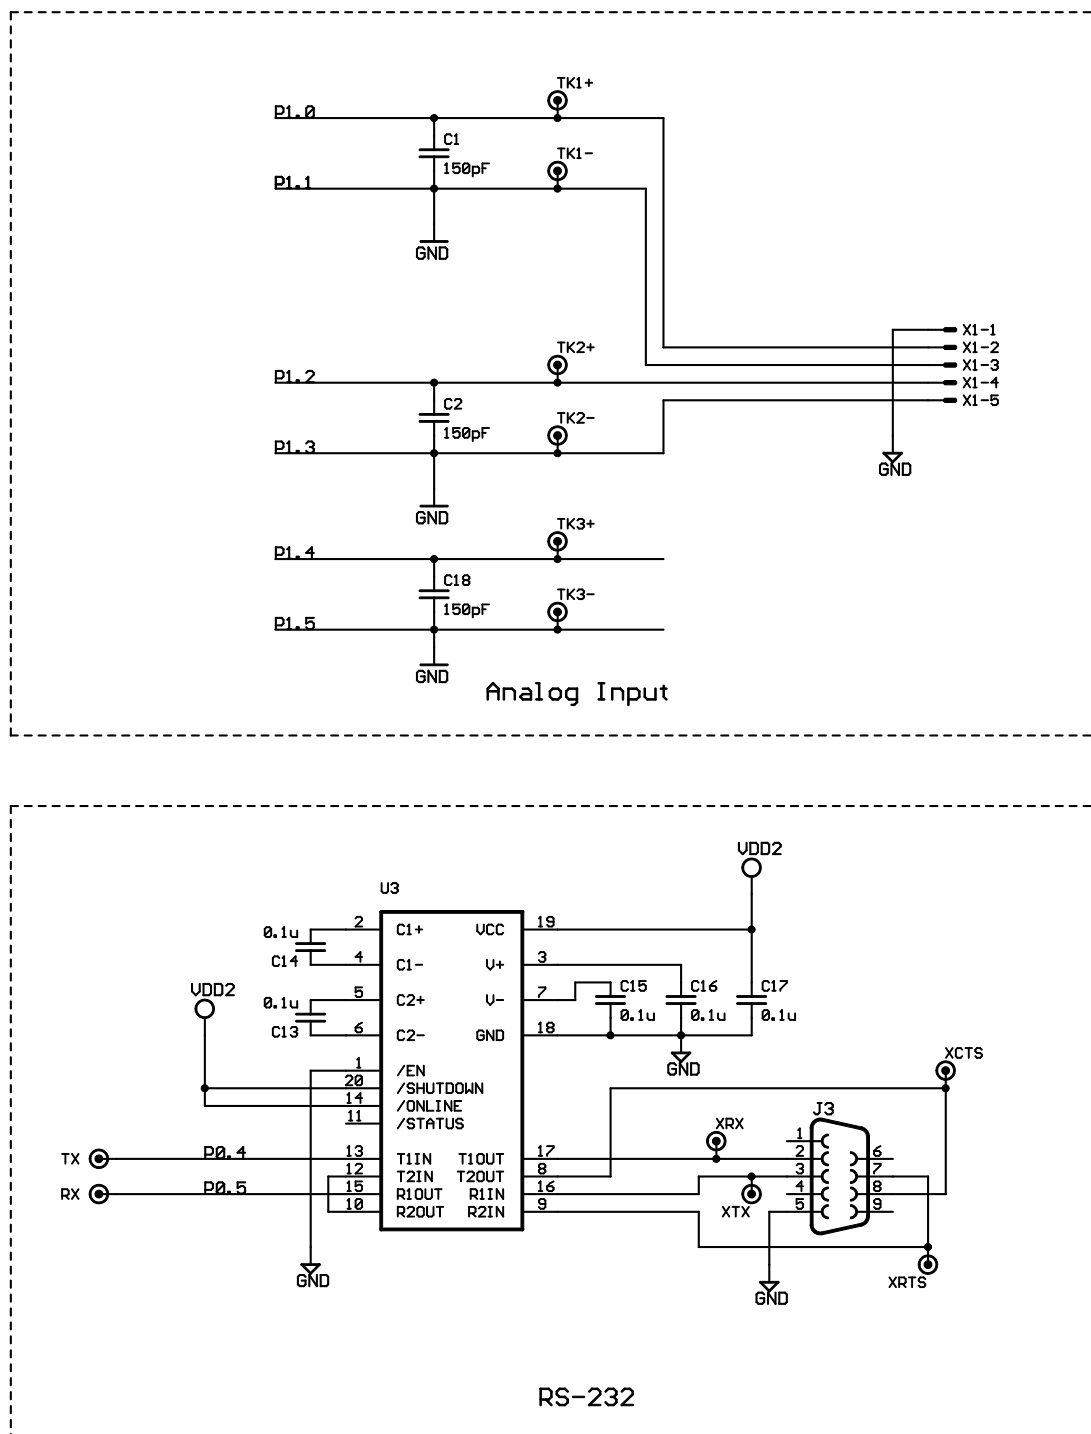 TK1+
P1.0
C1
150pF
TK1-
P1.1
GND
X1-1
X1-2
X1-3
X1-4
X1-5
GND
TK2+
P1.2
C2
150pF
TK2-
P1.3
GND
TK3+
P1.4
C18
150pF
TK3-
P1.5
GND
Analog Input
VDD2
U3
0.1u
C14
2 C1+ VCC 19
4 C1- V+ 3
VDD2
0.1u
C13
5 C2+ V- 7
6 C2- GND 18
C15
0.1u
C16
0.1u
C17
0.1u
GND
1 /EN
20 /SHUTDOWN
14 /ONLINE
11 /STATUS
XCTS
J3
XRX
TX P0.4 13 T1IN T1OUT 17
12 T2IN T2OUT 8
RX P0.5 15 R1OUT R1IN 16
10 R2OUT R2IN 9
1
2 6
3 7
4 8
5 9
XTX
GND
GND
XRTS
RS-232